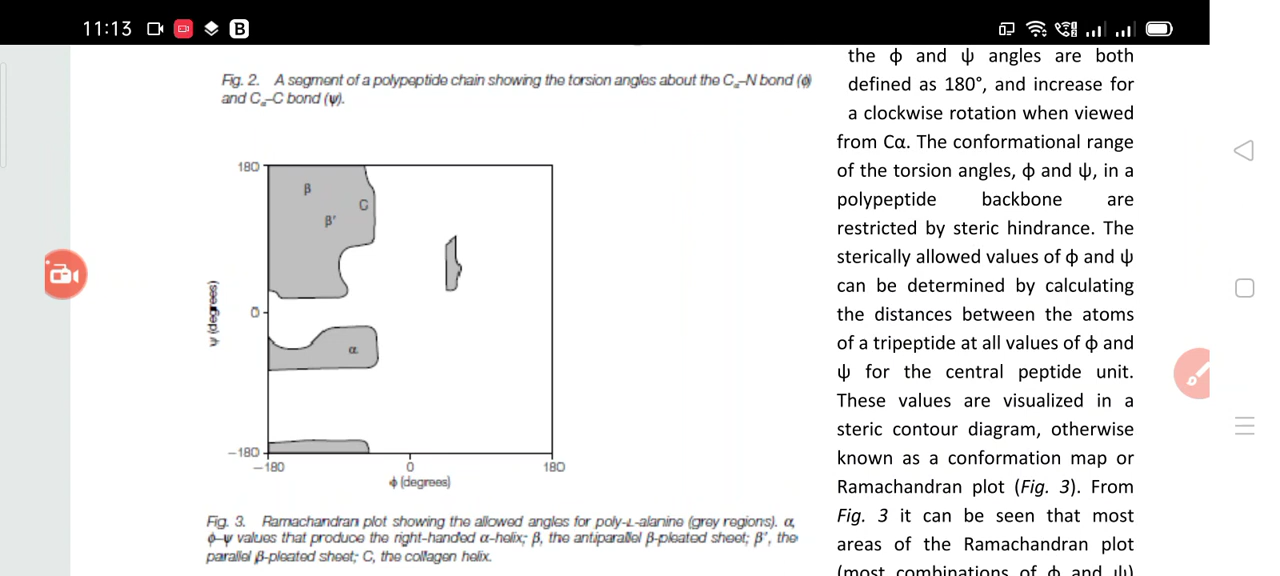 11:13
B
Fig. 2. A segment of a polypeptide chain showing the torsion angles about the Cα–N bond (ϕ)
and Cα–C bond (ψ).
180
β
C
β′
0
α
−180
ψ (degrees)
−180
0
180
ϕ (degrees)
Fig. 3. Ramachandran plot showing the allowed angles for poly-L-alanine (grey regions). α,
ϕ–ψ values that produce the right-handed α-helix; β, the antiparallel β-pleated sheet; β′, the
parallel β-pleated sheet; C, the collagen helix.
the ϕ and ψ angles are both
defined as 180°, and increase for
a clockwise rotation when viewed
from Cα. The conformational range
of the torsion angles, ϕ and ψ, in a
polypeptide backbone are
restricted by steric hindrance. The
sterically allowed values of ϕ and ψ
can be determined by calculating
the distances between the atoms
of a tripeptide at all values of ϕ and
ψ for the central peptide unit.
These values are visualized in a
steric contour diagram, otherwise
known as a conformation map or
Ramachandran plot (Fig. 3). From
Fig. 3 it can be seen that most
areas of the Ramachandran plot
(most combinations of ϕ and ψ)